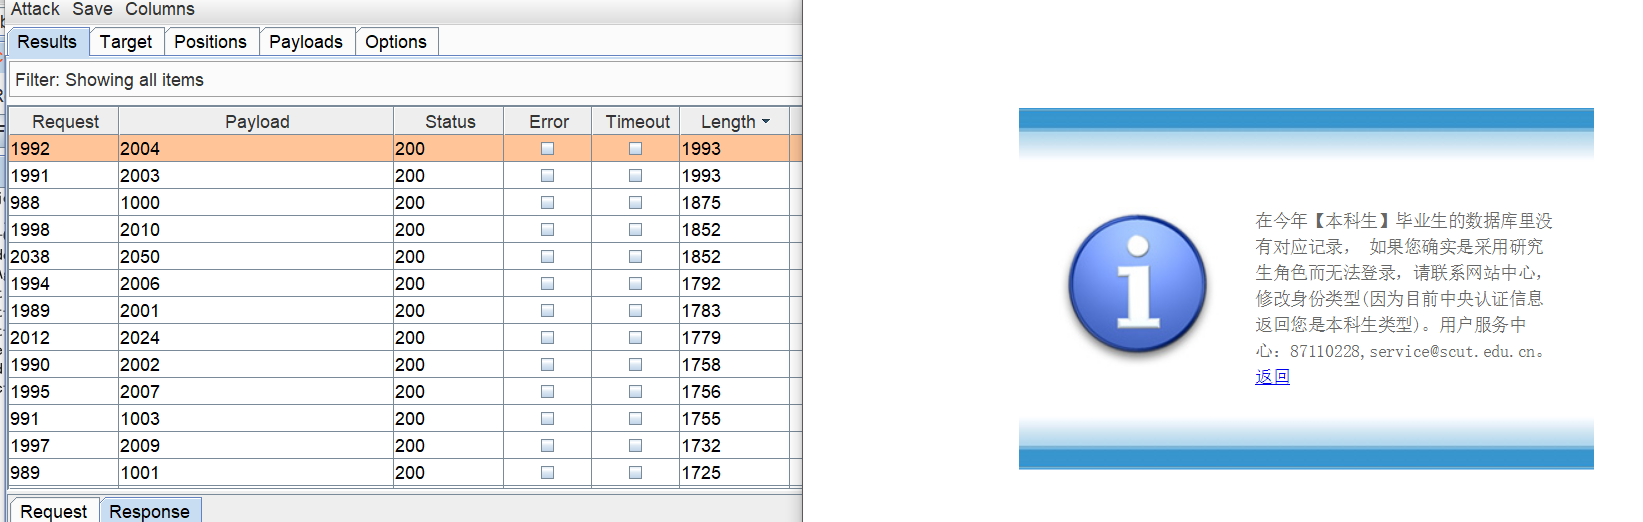 Attack Save Columns
Results Target Positions Payloads Options
Filter: Showing all items
Request Payload Status Error Timeout Length
1992 2004 200 1993
1991 2003 200 1993
988 1000 200 1875
1998 2010 200 1852
2038 2050 200 1852
1994 2006 200 1792
1989 2001 200 1783
2012 2024 200 1779
1990 2002 200 1758
1995 2007 200 1756
991 1003 200 1755
1997 2009 200 1732
989 1001 200 1725
Request Response
在今年【本科生】毕业生的数据库里没
有对应记录， 如果您确实是采用研究
生角色而无法登录，请联系网站中心，
修改身份类型(因为目前中央认证信息
返回您是本科生类型)。用户服务中
心：87110228,service@scut.edu.cn。
返回